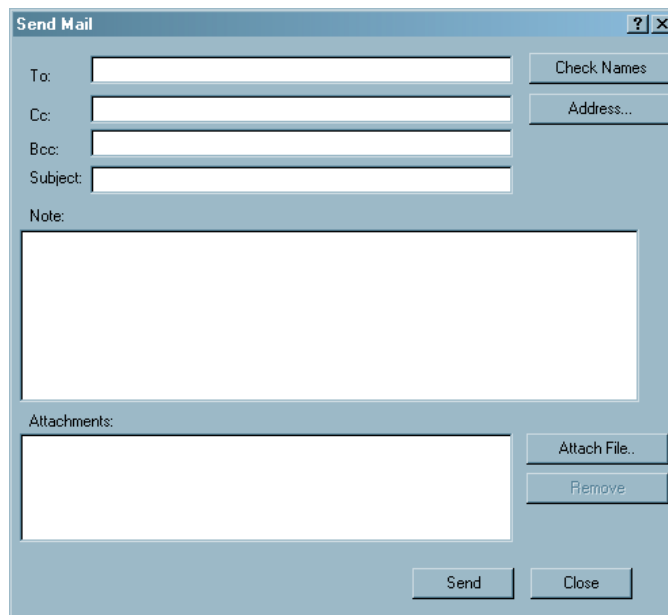 Send Mail
To:
Check Names
Cc:
Address...
Bcc:
Subject:
Note:
Attachments:
Attach File..
Remove
Send
Close